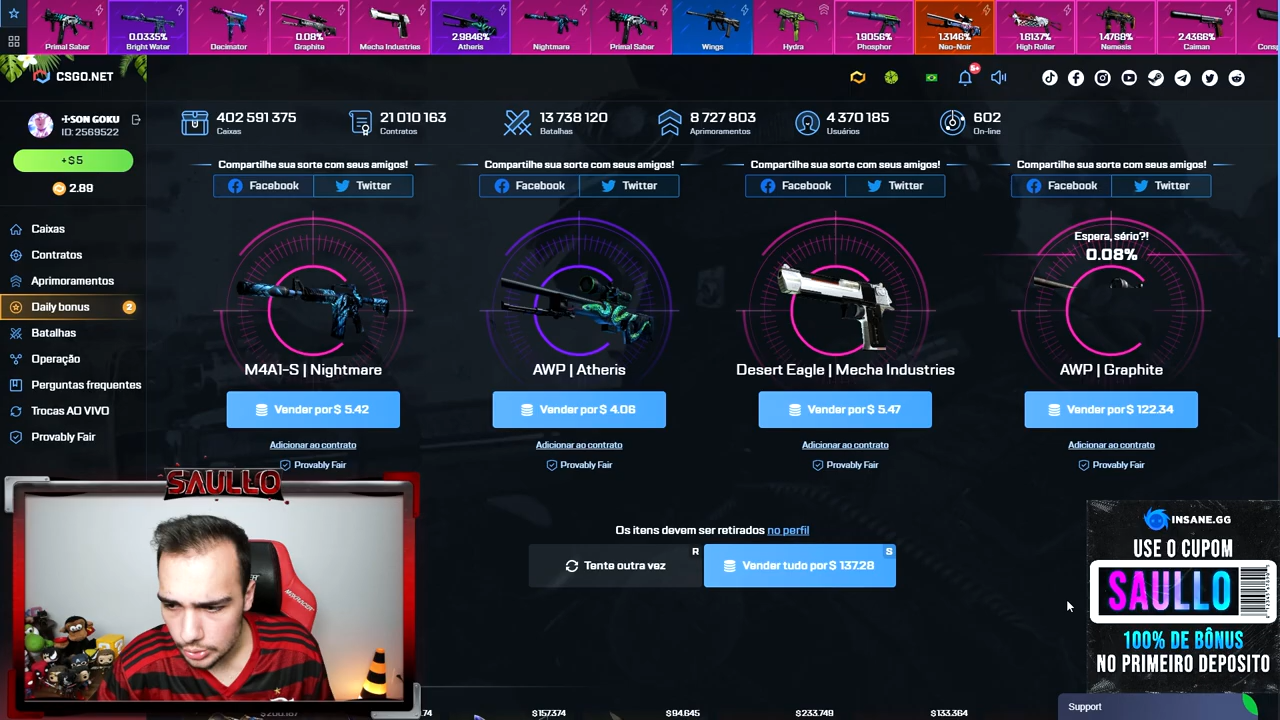 0.0335%
0.08%
2.9846%
1.9056%
1.3146%
1.6137%
1.4768%
2.4366%
Primal Saber
Bright Water
Decimator
Graphite
Mecha Industries
Atheris
Nightmare
Primal Saber
Wings
Hydra
Phosphor
Neo-Noir
High Roller
Nemesis
Caiman
CSGO.NET
5+
SON GOKU
ID: 2569522
+$5
2.89
402 591 375
Caixas
21 010 163
Contratos
13 738 120
Batalhas
8 727 803
Aprimoramentos
4 370 185
Usuários
602
On-line
Caixas
Contratos
Aprimoramentos
Daily bonus
2
Batalhas
Operação
Perguntas frequentes
Trocas AO VIVO
Provably Fair
Compartilhe sua sorte com seus amigos!
Facebook
Twitter
M4A1-S | Nightmare
Vender por $ 5.42
Adicionar ao contrato
Provably Fair
Compartilhe sua sorte com seus amigos!
Facebook
Twitter
AWP | Atheris
Vender por $ 4.06
Adicionar ao contrato
Provably Fair
Compartilhe sua sorte com seus amigos!
Facebook
Twitter
Desert Eagle | Mecha Industries
Vender por $ 5.47
Adicionar ao contrato
Provably Fair
Compartilhe sua sorte com seus amigos!
Facebook
Twitter
Espera, sério?!
0.08%
AWP | Graphite
Vender por $ 122.34
Adicionar ao contrato
Provably Fair
Os itens devem ser retirados no perfil
Tente outra vez
R
Vender tudo por $ 137.28
S
SAULLO
INSANE.GG
USE O CUPOM
SAULLO
100% DE BÔNUS
NO PRIMEIRO DEPOSITO
Support
$157.374
$94.645
$233.749
$133.364